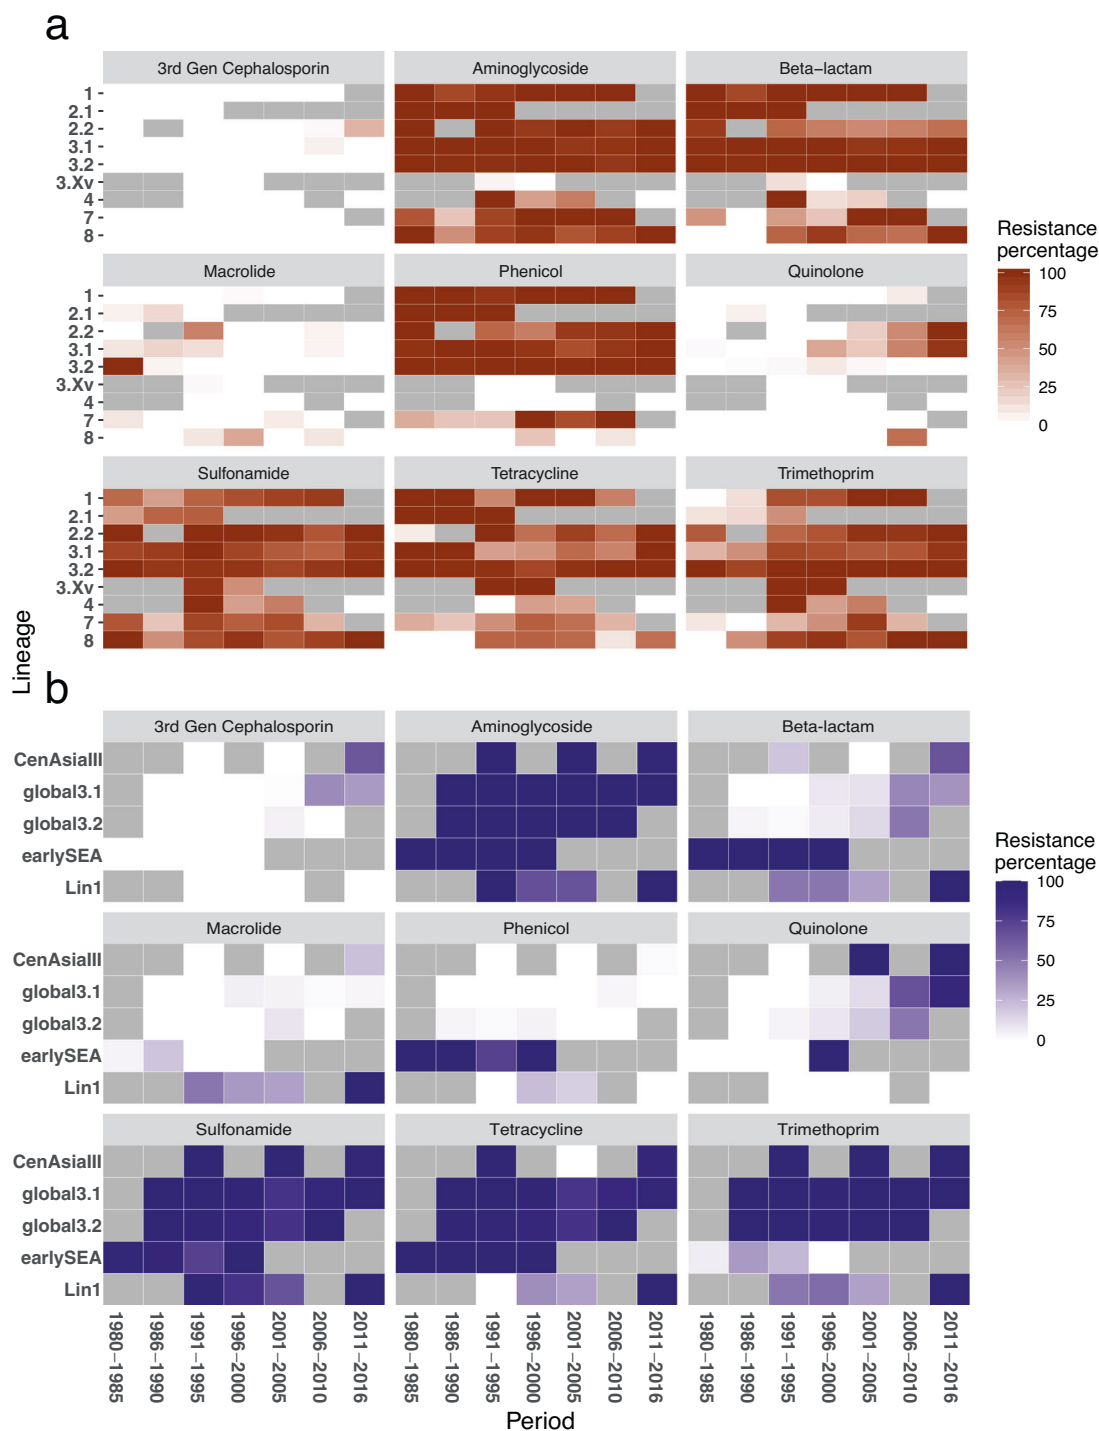 a
3rd Gen Cephalosporin
Aminoglycoside
Beta−lactam
1
2.1
2.2
3.1
3.2
3.Xv
4
7
8
Macrolide
Phenicol
Quinolone
1
2.1
2.2
3.1
3.2
3.Xv
4
7
8
Sulfonamide
Tetracycline
Trimethoprim
1
2.1
2.2
3.1
3.2
3.Xv
4
7
8
Resistance
percentage
100
75
50
25
0
Lineage
b
3rd Gen Cephalosporin
Aminoglycoside
Beta-lactam
CenAsiaIII
global3.1
global3.2
earlySEA
Lin1
Macrolide
Phenicol
Quinolone
CenAsiaIII
global3.1
global3.2
earlySEA
Lin1
Sulfonamide
Tetracycline
Trimethoprim
CenAsiaIII
global3.1
global3.2
earlySEA
Lin1
Resistance
percentage
100
75
50
25
0
1980−1985
1986−1990
1991−1995
1996−2000
2001−2005
2006−2010
2011−2016
1980−1985
1986−1990
1991−1995
1996−2000
2001−2005
2006−2010
2011−2016
1980−1985
1986−1990
1991−1995
1996−2000
2001−2005
2006−2010
2011−2016
Period